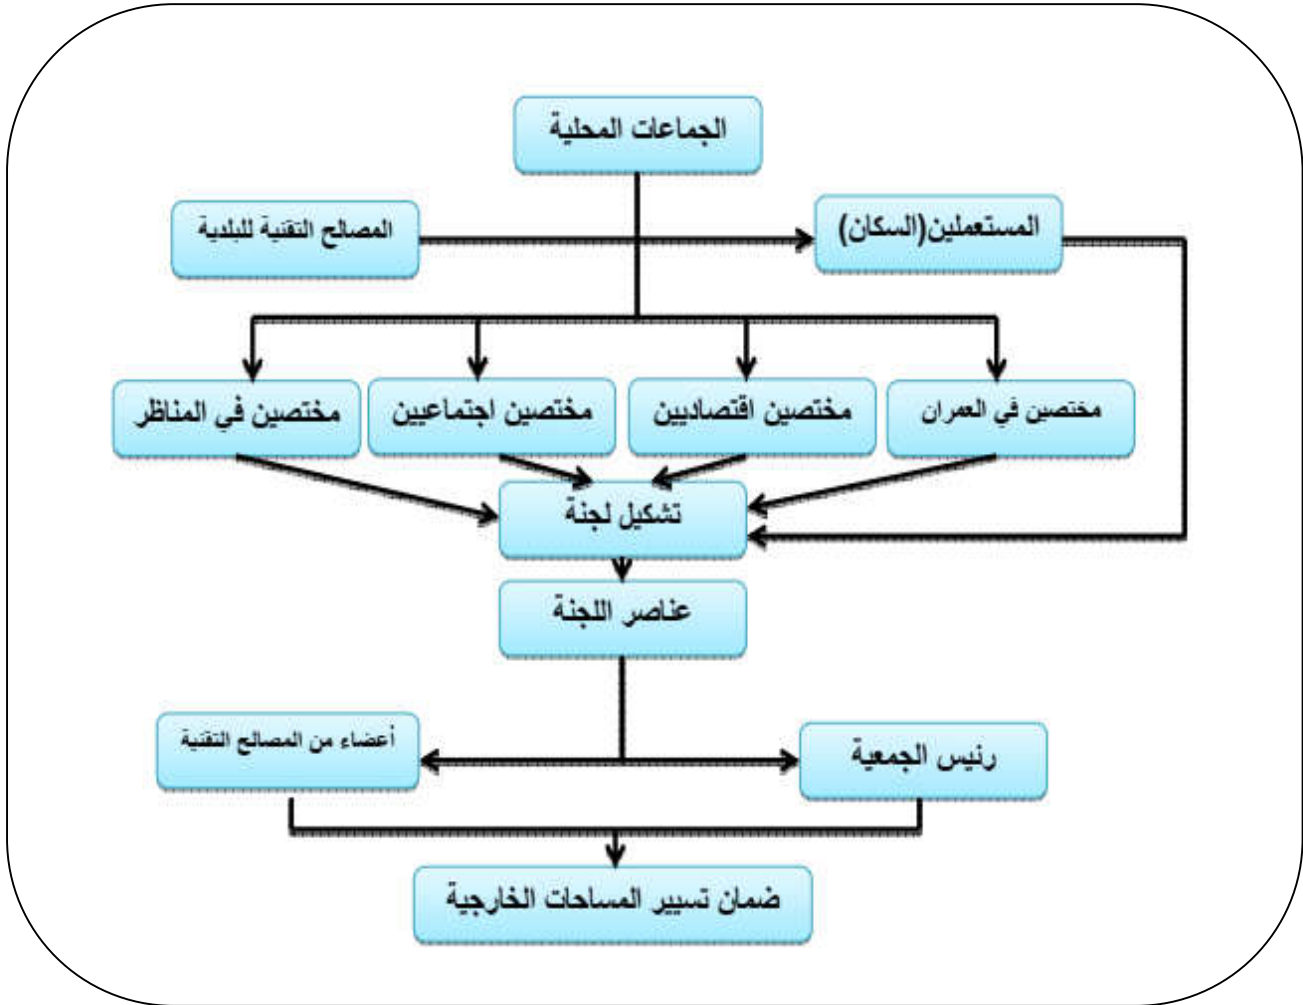 الجماعات المحلية
المستعملين(السكان)
المصالح التقنية للبلدية
مختصين في العمران
مختصين اقتصاديين
مختصين اجتماعيين
مختصين في المناظر
تشكيل لجنة
عناصر اللجنة
رئيس الجمعية
أعضاء من المصالح التقنية
ضمان تسيير المساحات الخارجية